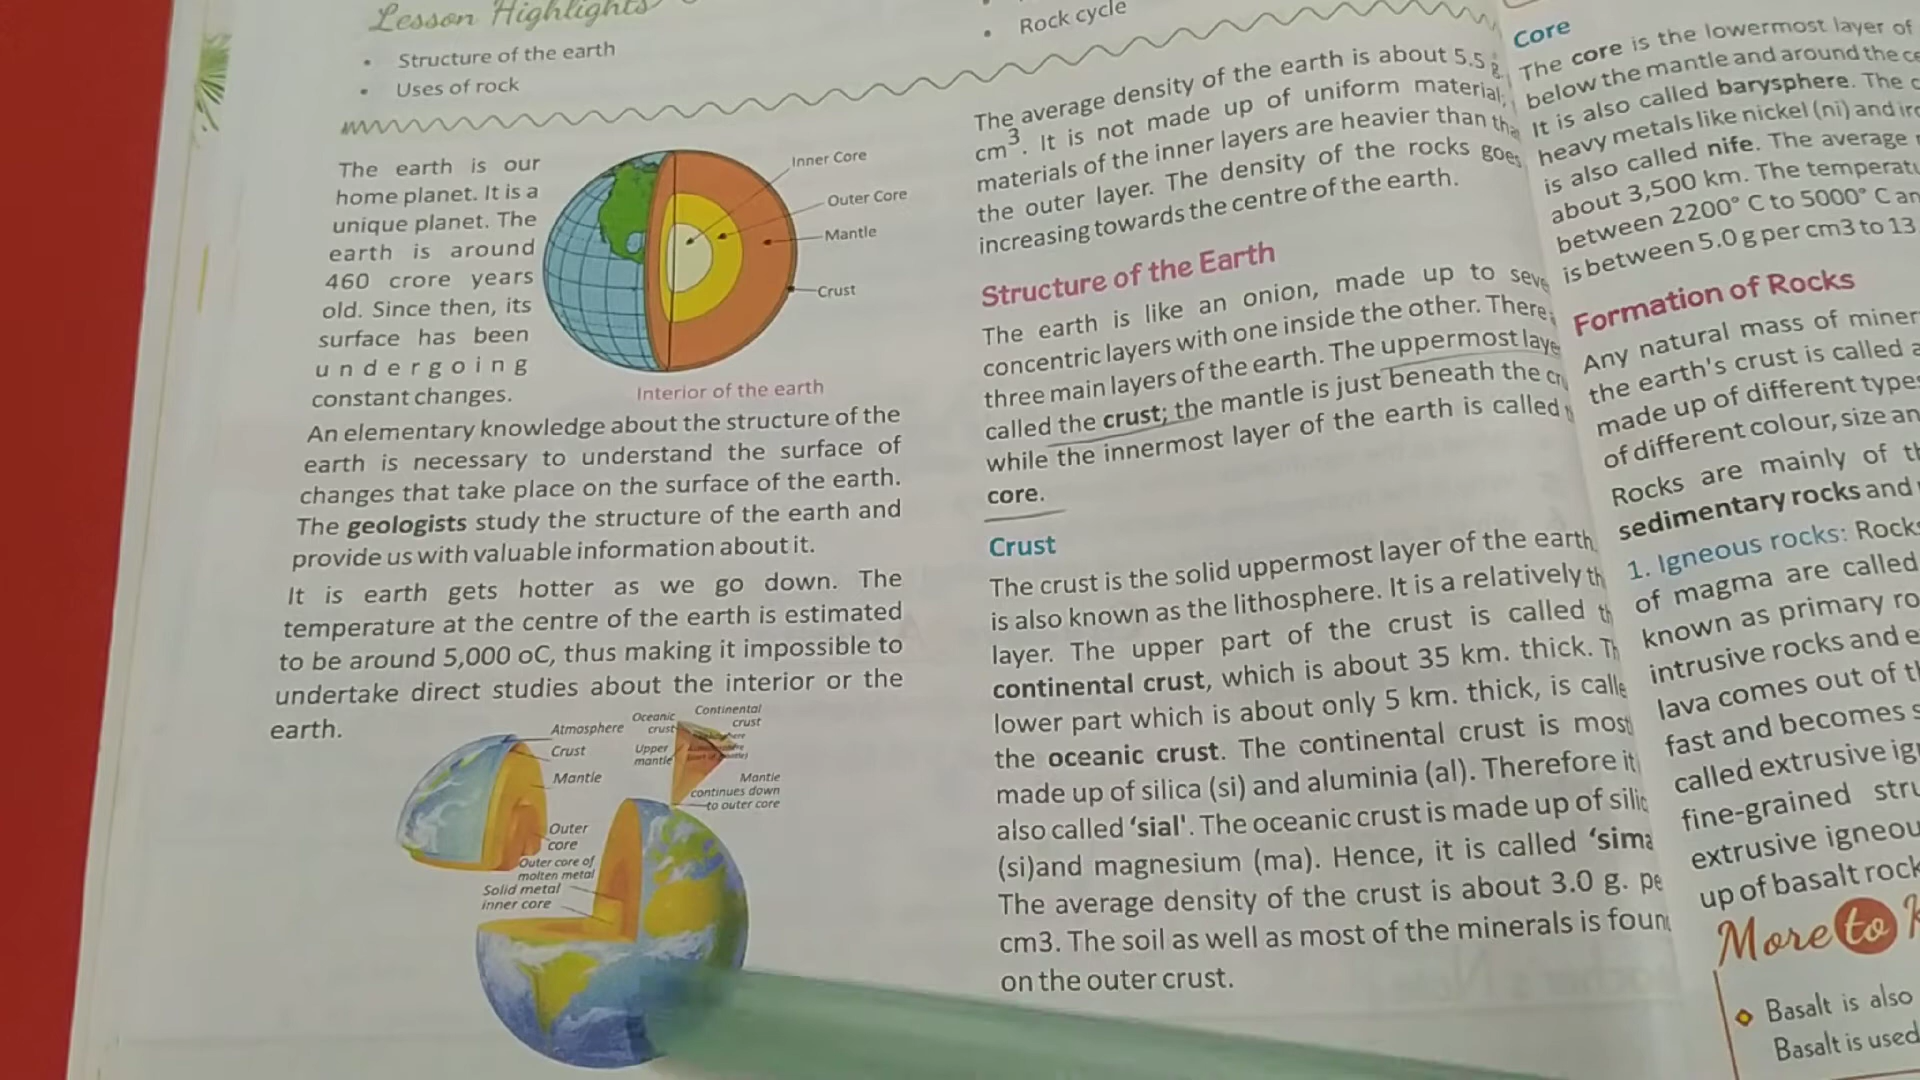 Lesson Highlights
• Structure of the earth
• Uses of rock
• Rock cycle
The earth is our
home planet. It is a
unique planet. The
earth is around
460 crore years
old. Since then, its
surface has been
undergoing
constant changes.
Inner Core
Outer Core
Mantle
Crust
Interior of the earth
An elementary knowledge about the structure of the
earth is necessary to understand the surface of
changes that take place on the surface of the earth.
The geologists study the structure of the earth and
provide us with valuable information about it.
It is earth gets hotter as we go down. The
temperature at the centre of the earth is estimated
to be around 5,000 oC, thus making it impossible to
undertake direct studies about the interior or the
earth.
Atmosphere
Crust
Mantle
Outer
core
Outer core of
molten metal
Solid metal
inner core
Oceanic
crust
Continental
crust
Upper
mantle
Mantle
continues down
to outer core
The average density of the earth is about 5.5 g
cm3. It is not made up of uniform material;
materials of the inner layers are heavier than
the outer layer. The density of the rocks goes
increasing towards the centre of the earth.
Structure of the Earth
The earth is like an onion, made up to
concentric layers with one inside the other. There
three main layers of the earth. The uppermost
called the crust; the mantle is just beneath the
while the innermost layer of the earth is called
core.
Crust
The crust is the solid uppermost layer of the earth
is also known as the lithosphere. It is a relatively
layer. The upper part of the crust is called
continental crust, which is about 35 km. thick.
lower part which is about only 5 km. thick, is
the oceanic crust. The continental crust is
made up of silica (si) and aluminia (al). Therefore it
also called 'sial'. The oceanic crust is made up of
(si)and magnesium (ma). Hence, it is called 'sima
The average density of the crust is about 3.0 g.
cm3. The soil as well as most of the minerals is
on the outer crust.
Core
The core is the lowermost layer of
below the mantle and around the
It is also called barysphere. The
heavy metals like nickel (ni) and
is also called nife. The average
about 3,500 km. The
between 2200° C to 5000° C
is between 5.0 g per cm3 to 13
Formation of Rocks
Any natural mass of
the earth's crust is called
made up of different
of different colour, size
Rocks are mainly of
sedimentary rocks and
1. Igneous rocks:
of magma are called
known as primary
intrusive rocks and
lava comes out of
fast and becomes
called extrusive
fine-grained
extrusive
up of basalt
More to
Basalt is also
Basalt is used